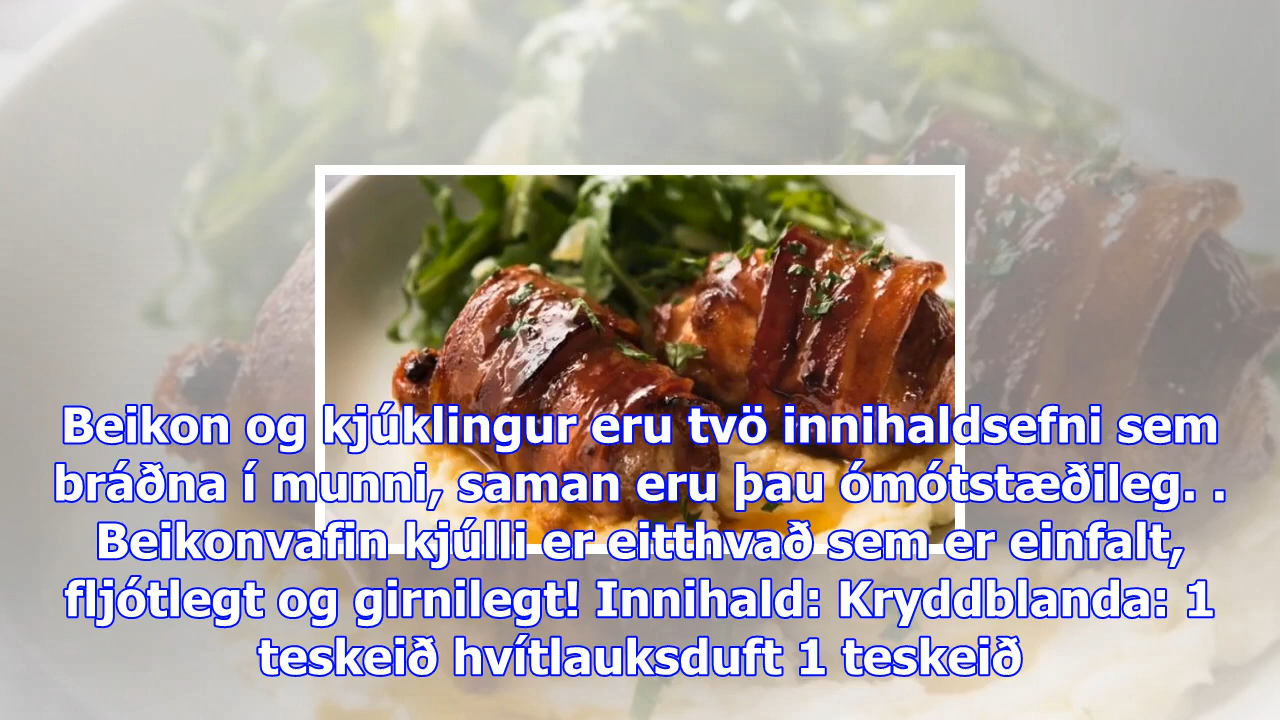 Beikon og kjúklingur eru tvö innihaldsefni sem
bráðna í munni, saman eru þau ómótstæðileg. .
Beikonvafin kjúlli er eitthvað sem er einfalt,
fljótlegt og girnilegt! Innihald: Kryddblanda: 1
teskeið hvítlauksduft 1 teskeið